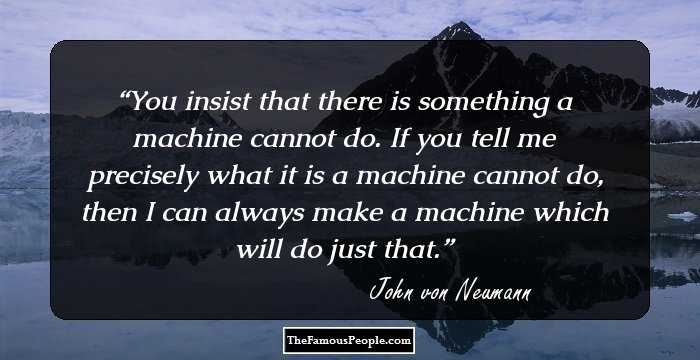 “You insist that there is something a
machine cannot do. If you tell me
precisely what it is a machine cannot do,
then I can always make a machine which
will do just that.”
John von Neumann
TheFamousPeople.com